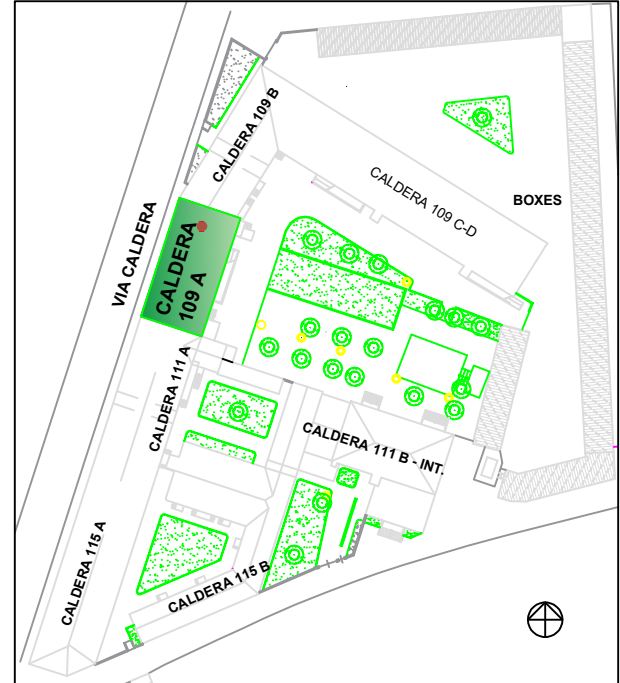 CALDERA 109 B
CALDERA 109 C-D
BOXES
VIA CALDERA
CALDERA
109 A
CALDERA 111 A
CALDERA 111 B - INT.
CALDERA 115 A
CALDERA 115 B